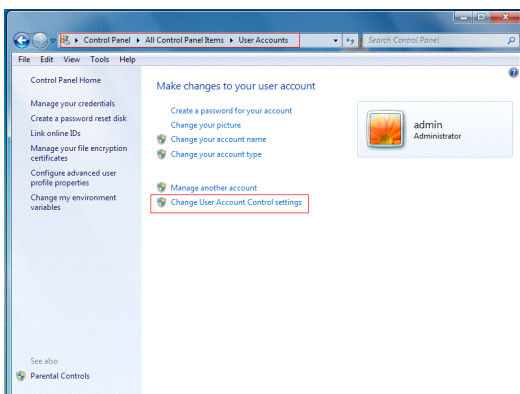 Control Panel ▸ All Control Panel Items ▸ User Accounts
Search Control Panel
File Edit View Tools Help
Control Panel Home
Manage your credentials
Create a password reset disk
Link online IDs
Manage your file encryption
certificates
Configure advanced user
profile properties
Change my environment
variables
See also
Parental Controls
Make changes to your user account
Create a password for your account
Change your picture
Change your account name
Change your account type
Manage another account
Change User Account Control settings
admin
Administrator